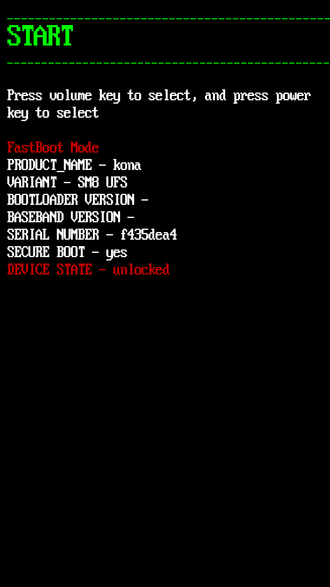 START
Press volume key to select, and press power
key to select
FastBoot Mode
PRODUCT_NAME - kona
VARIANT - SM8 UFS
BOOTLOADER VERSION -
BASEBAND VERSION -
SERIAL NUMBER - f435dea4
SECURE BOOT - yes
DEVICE STATE - unlocked